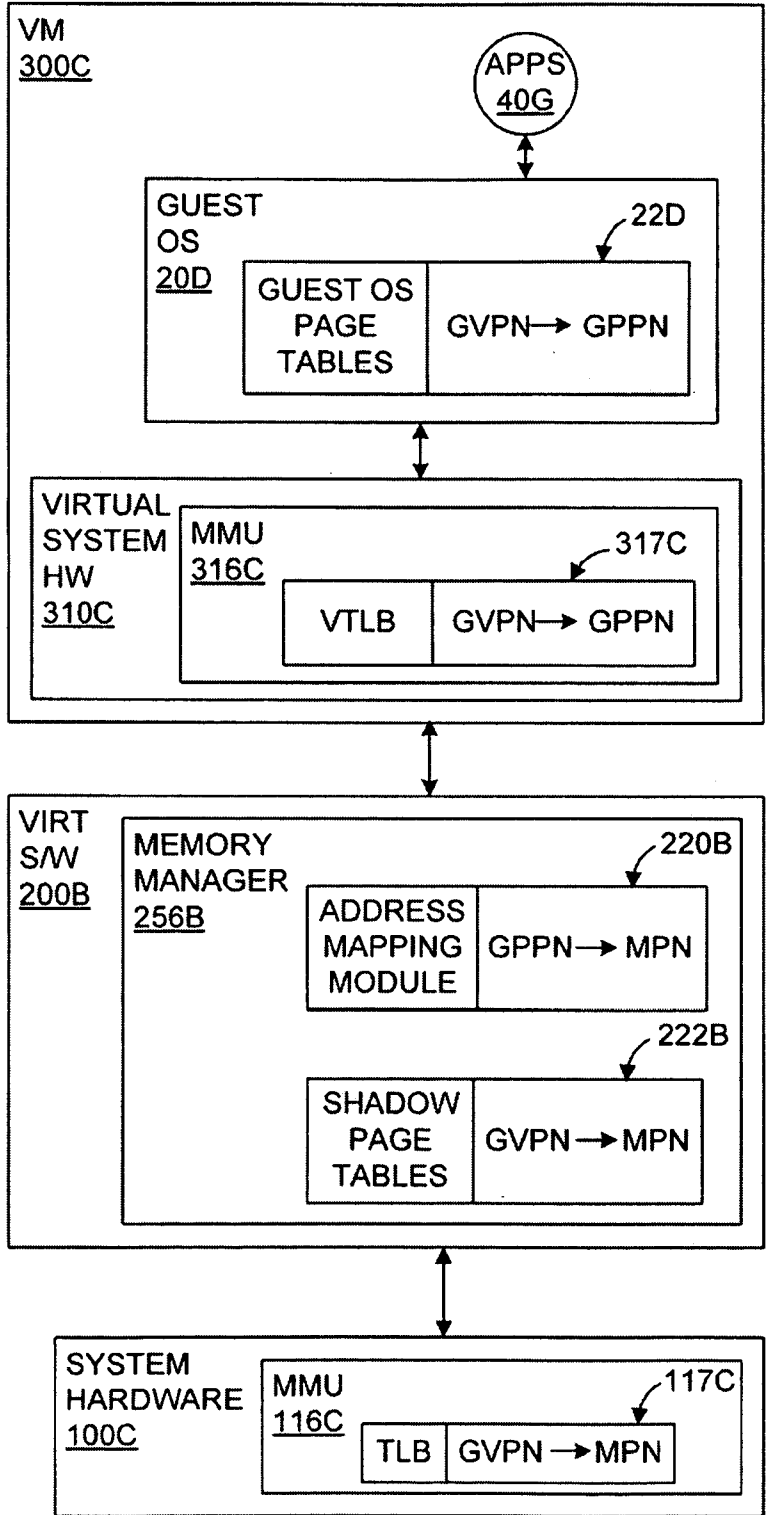 VM
300C
APPS
40G
GUEST
OS
20D
22D
GUEST OS
PAGE
TABLES
GVPN → GPPN
VIRTUAL
SYSTEM
HW
310C
MMU
316C
317C
VTLB
GVPN → GPPN
VIRT
S/W
200B
MEMORY
MANAGER
256B
220B
ADDRESS
MAPPING
MODULE
GPPN → MPN
222B
SHADOW
PAGE
TABLES
GVPN → MPN
SYSTEM
HARDWARE
100C
MMU
116C
117C
TLB
GVPN → MPN